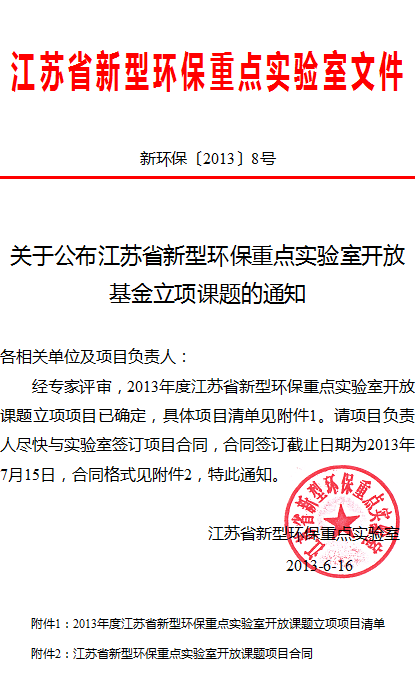 江苏省新型环保重点实验室文件
新环保〔2013〕8号
关于公布江苏省新型环保重点实验室开放
基金立项课题的通知
各相关单位及项目负责人：
经专家评审，2013年度江苏省新型环保重点实验室开放
课题立项项目已确定，具体项目清单见附件1。请项目负责
人尽快与实验室签订项目合同，合同签订截止日期为2013年
7月15日，合同格式见附件2，特此通知。
江苏省新型环保重点实验室
江苏省新型环保重点实验室
2013-6-16
附件1：2013年度江苏省新型环保重点实验室开放课题立项项目清单
附件2：江苏省新型环保重点实验室开放课题项目合同